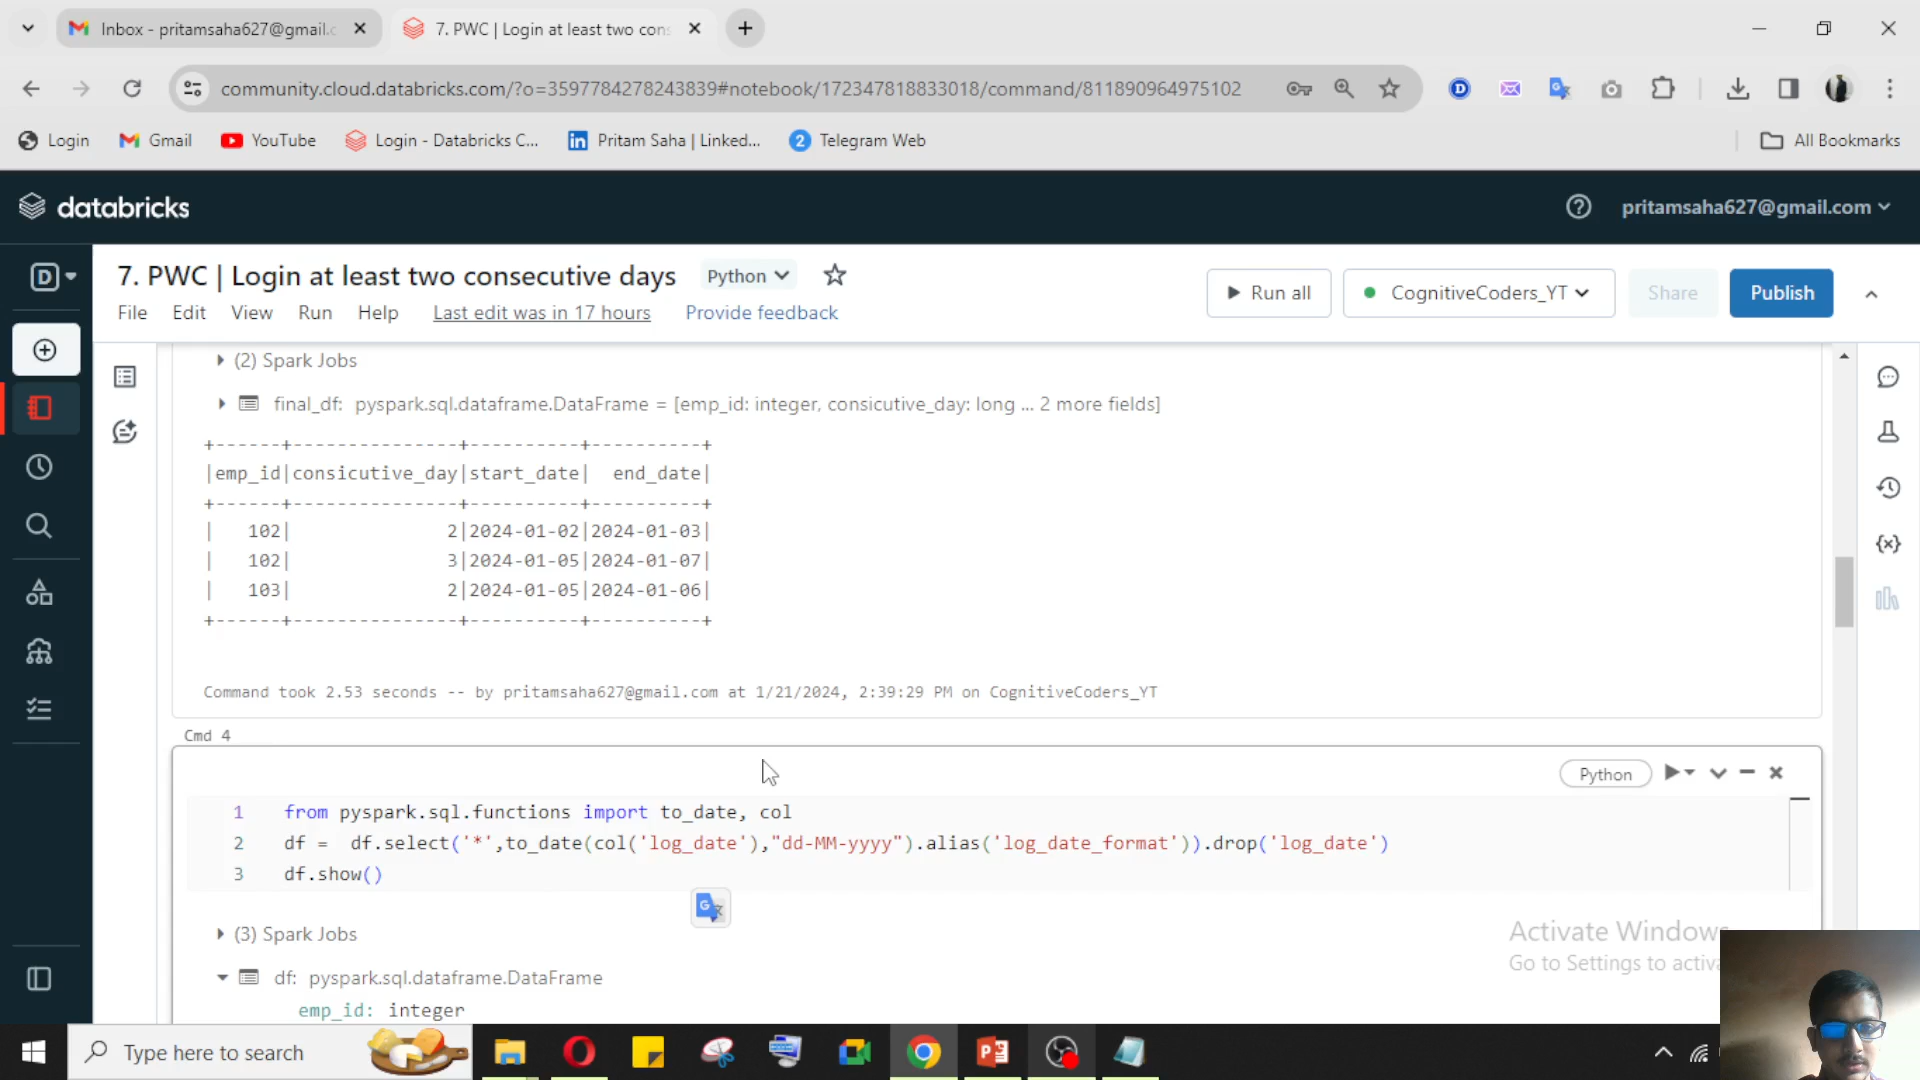 Inbox - pritamsaha627@gmail.c
7. PWC | Login at least two cons
community.cloud.databricks.com/?o=3597784278243839#notebook/172347818833018/command/811890964975102
Login
Gmail
YouTube
Login - Databricks C...
Pritam Saha | Linked...
2 Telegram Web
All Bookmarks
databricks
pritamsaha627@gmail.com
D
7. PWC | Login at least two consecutive days
Python
Run all
CognitiveCoders_YT
Share
Publish
File Edit View Run Help Last edit was in 17 hours Provide feedback
(2) Spark Jobs
final_df: pyspark.sql.dataframe.DataFrame = [emp_id: integer, consicutive_day: long ... 2 more fields]
+------+---------------+----------+----------+
|emp_id|consicutive_day|start_date|  end_date|
+------+---------------+----------+----------+
|   102|              2|2024-01-02|2024-01-03|
|   102|              3|2024-01-05|2024-01-07|
|   103|              2|2024-01-05|2024-01-06|
+------+---------------+----------+----------+
Command took 2.53 seconds -- by pritamsaha627@gmail.com at 1/21/2024, 2:39:29 PM on CognitiveCoders_YT
Cmd 4
Python
1 from pyspark.sql.functions import to_date, col
2 df =  df.select('*',to_date(col('log_date'),"dd-MM-yyyy").alias('log_date_format')).drop('log_date')
3 df.show()
(3) Spark Jobs
df: pyspark.sql.dataframe.DataFrame
emp_id: integer
Activate Windows
Go to Settings to activa
Type here to search